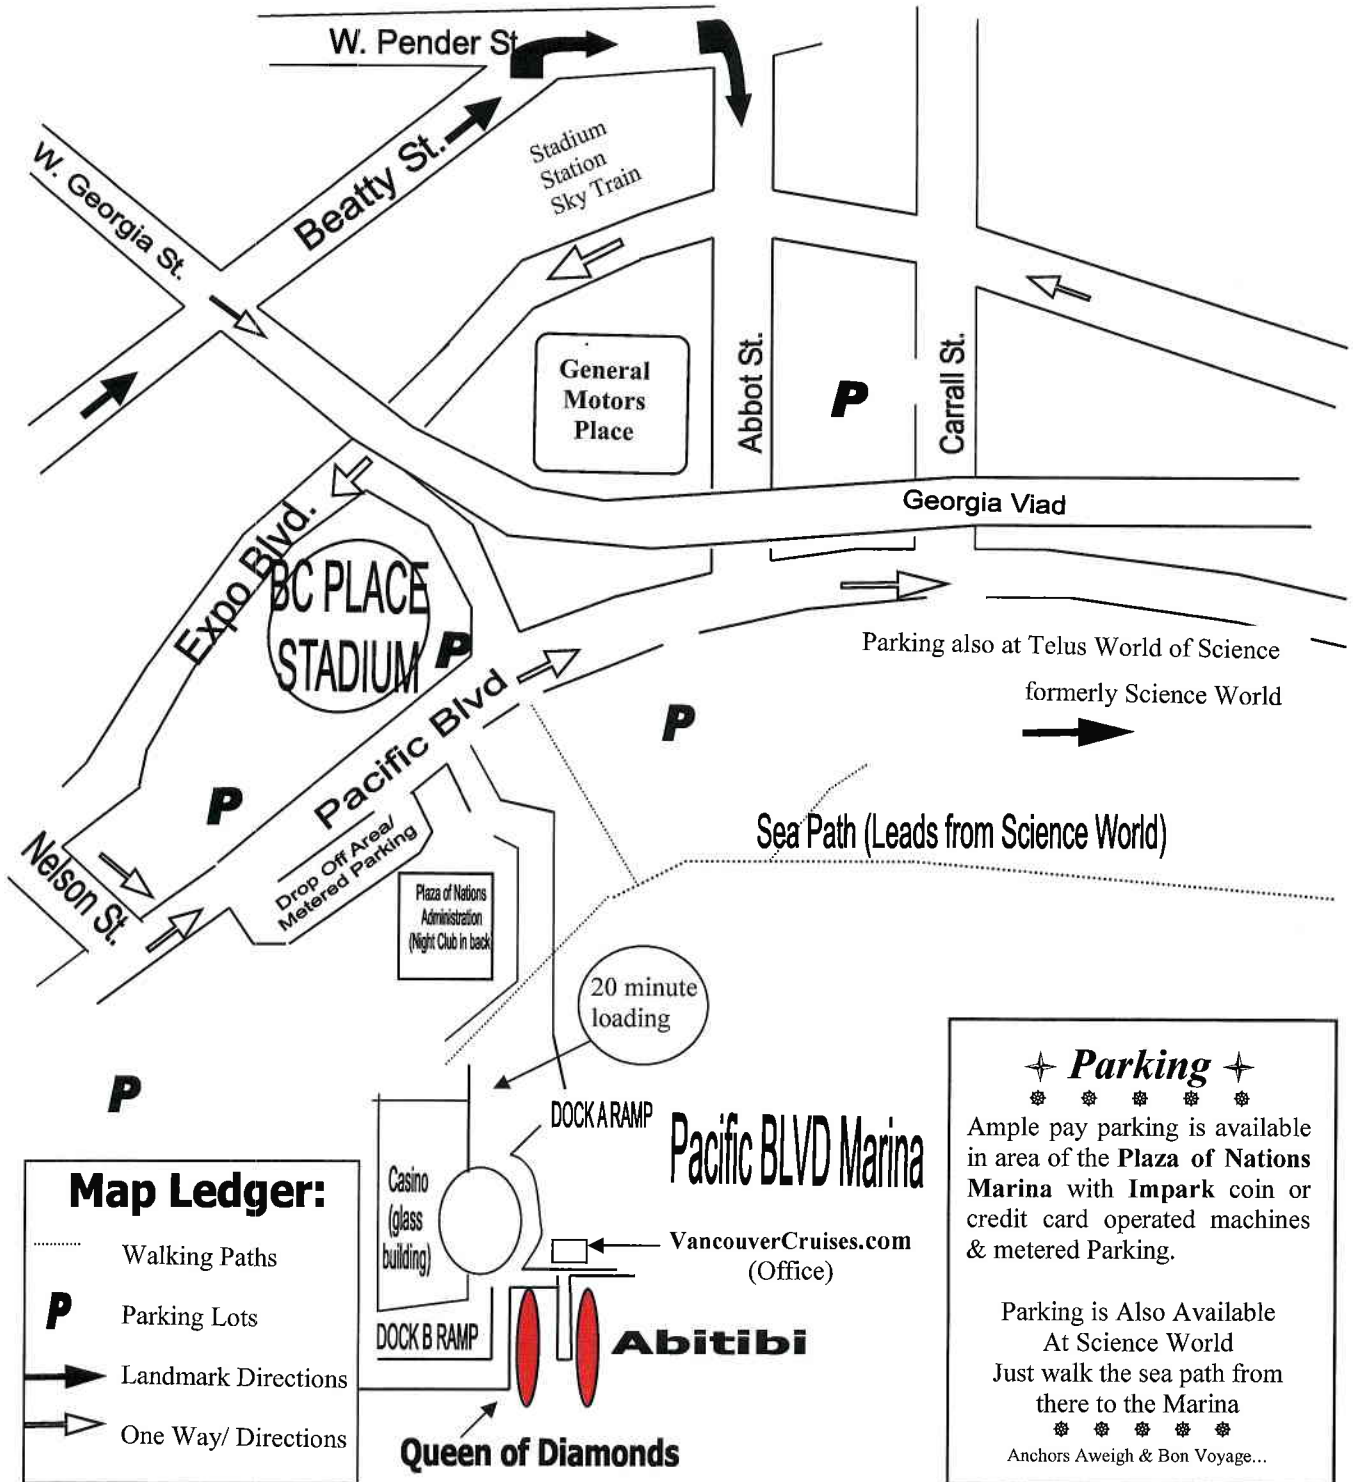 W. Pender St
W. Georgia St.
Beatty St.
Stadium
Station
Sky Train
General
Motors
Place
Abbot St.
P
Carrall St.
Georgia Viad
Expo Blvd.
BC PLACE
STADIUM
P
Pacific Blvd
Parking also at Telus World of Science
formerly Science World
P
P
Nelson St.
Drop Off Area/
Metered Parking
Sea Path (Leads from Science World)
Plaza of Nations
Administration
(Night Club in back
20 minute
loading
P
DOCK A RAMP
Pacific BLVD Marina
Casino
(glass
building)
VancouverCruises.com
(Office)
DOCK B RAMP
Abitibi
Queen of Diamonds
Map Ledger:
Walking Paths
P Parking Lots
Landmark Directions
One Way/ Directions
Parking
Ample pay parking is available
in area of the Plaza of Nations
Marina with Impark coin or
credit card operated machines
& metered Parking.
Parking is Also Available
At Science World
Just walk the sea path from
there to the Marina
Anchors Aweigh & Bon Voyage...